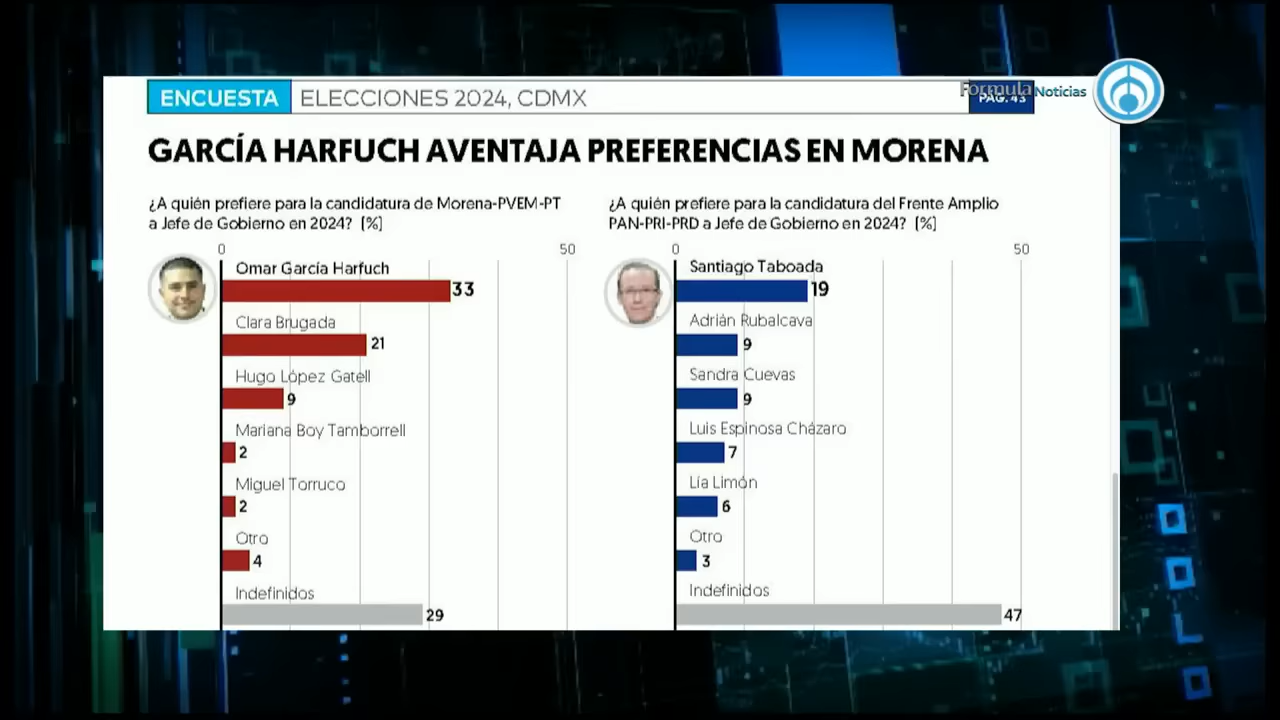 ENCUESTA ELECCIONES 2024, CDMX
PÁG. 43
Formula Noticias
GARCÍA HARFUCH AVENTAJA PREFERENCIAS EN MORENA
¿A quién prefiere para la candidatura de Morena-PVEM-PT
a Jefe de Gobierno en 2024? [%]
0 50
Omar García Harfuch
33
Clara Brugada
21
Hugo López Gatell
9
Mariana Boy Tamborrell
2
Miguel Torruco
2
Otro
4
Indefinidos
29
¿A quién prefiere para la candidatura del Frente Amplio
PAN-PRI-PRD a Jefe de Gobierno en 2024? [%]
0 50
Santiago Taboada
19
Adrián Rubalcava
9
Sandra Cuevas
9
Luis Espinosa Cházaro
7
Lía Limón
6
Otro
3
Indefinidos
47